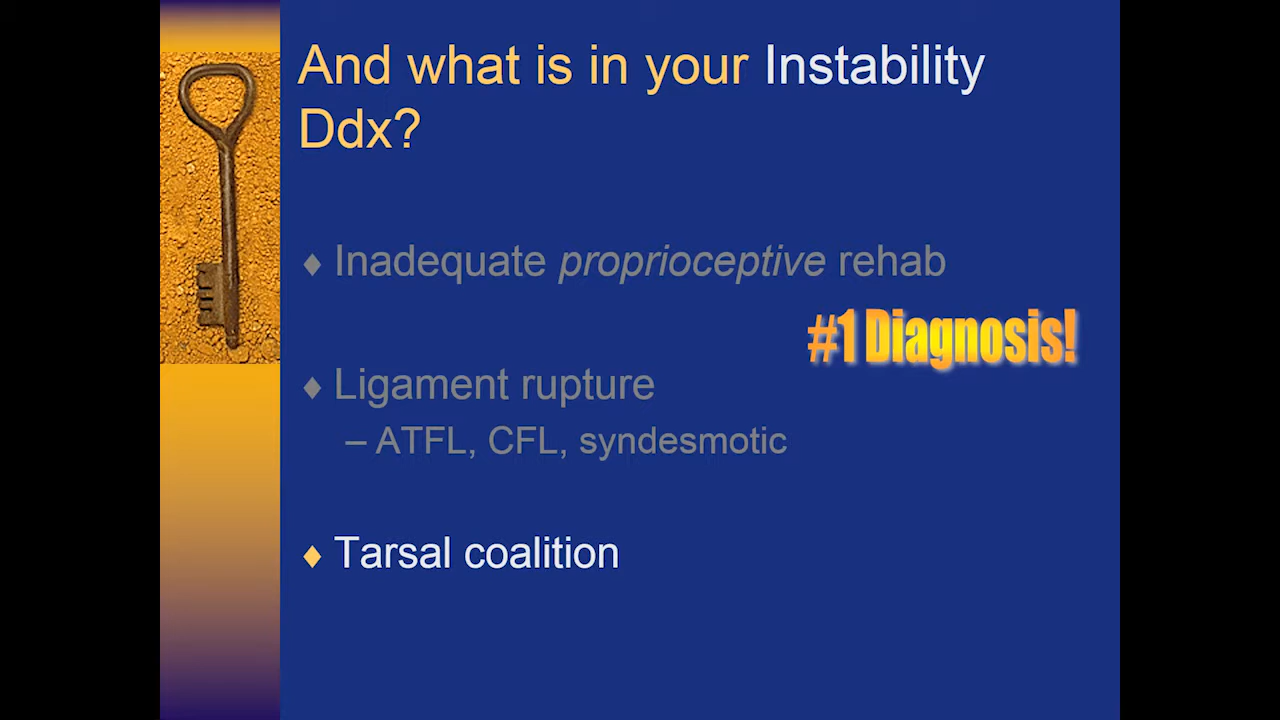 And what is in your Instability
Ddx?
♦ Inadequate proprioceptive rehab
#1 Diagnosis!
♦ Ligament rupture
– ATFL, CFL, syndesmotic
♦ Tarsal coalition